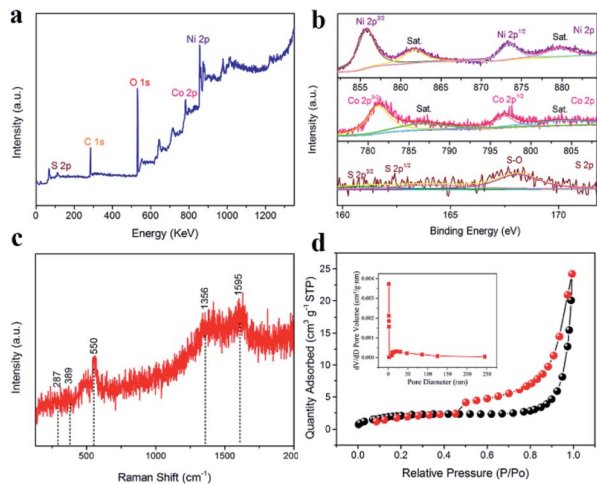 a
Intensity (a.u.)
Ni 2p
O 1s
Co 2p
C 1s
S 2p
0 200 400 600 800 1000 1200
Energy (KeV)
b
Intensity (a.u.)
Ni 2p3/2
Sat.
Ni 2p1/2
Sat.
Ni 2p
855 860 865 870 875 880
Co 2p3/2
Sat.
Co 2p1/2
Sat.
Co 2p
780 785 790 795 800 805
S 2p3/2
S 2p1/2
S-O
S 2p
160 165 170
Binding Energy (eV)
c
Intensity (a.u.)
287
389
550
1356
1595
500 1000 1500 200
Raman Shift (cm-1)
d
Quantity Adsorbed (cm3 g-1 STP)
30
25
20
15
10
5
0
dV/dD Pore Volume (cm³/g·nm)
0.004
0.003
0.002
0.001
0.000
0 50 100 150 200 250
Pore Diameter (nm)
0.0 0.2 0.4 0.6 0.8 1.0
Relative Pressure (P/Po)